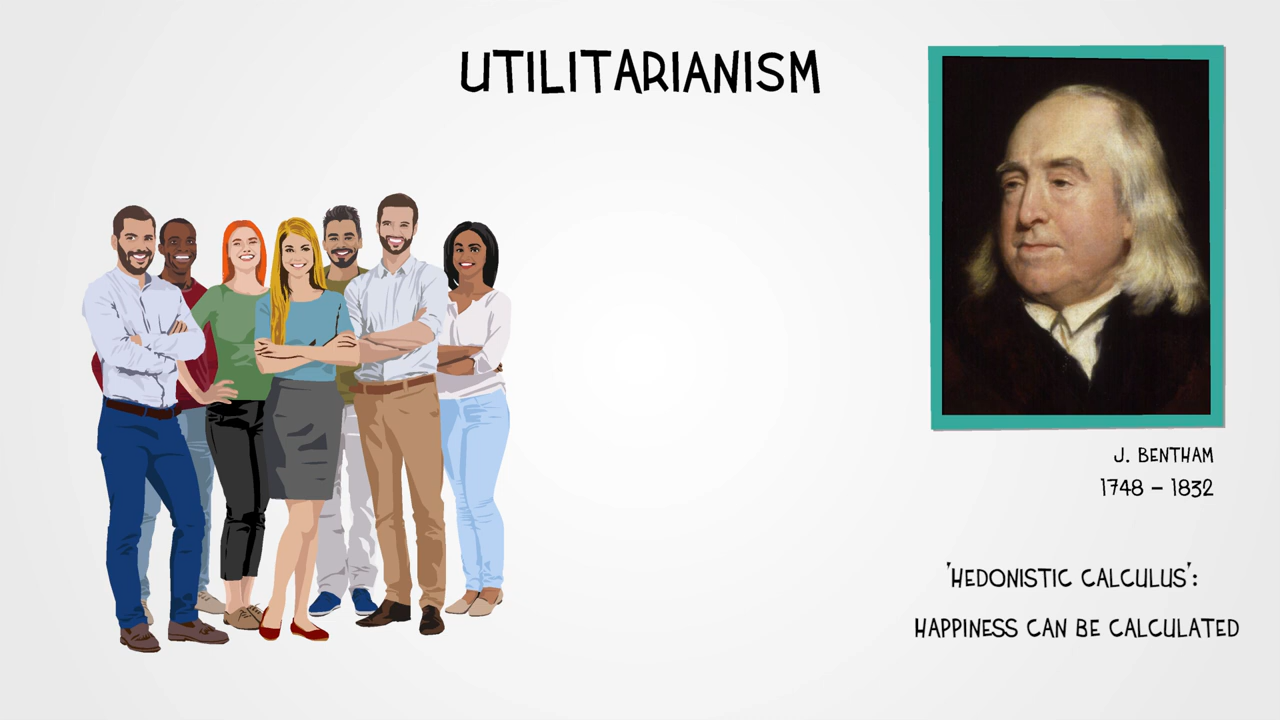 UTILITARIANISM
J. BENTHAM
1748 – 1832
'HEDONISTIC CALCULUS':
HAPPINESS CAN BE CALCULATED